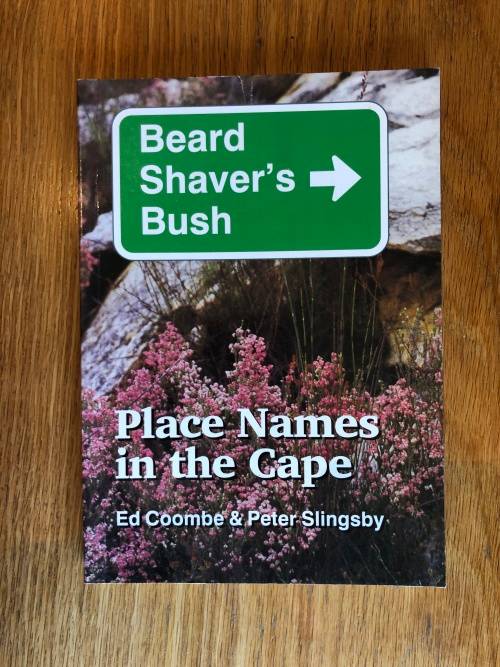 Beard
Shaver's
Bush
Place Names
in the Cape
Ed Coombe & Peter Slingsby